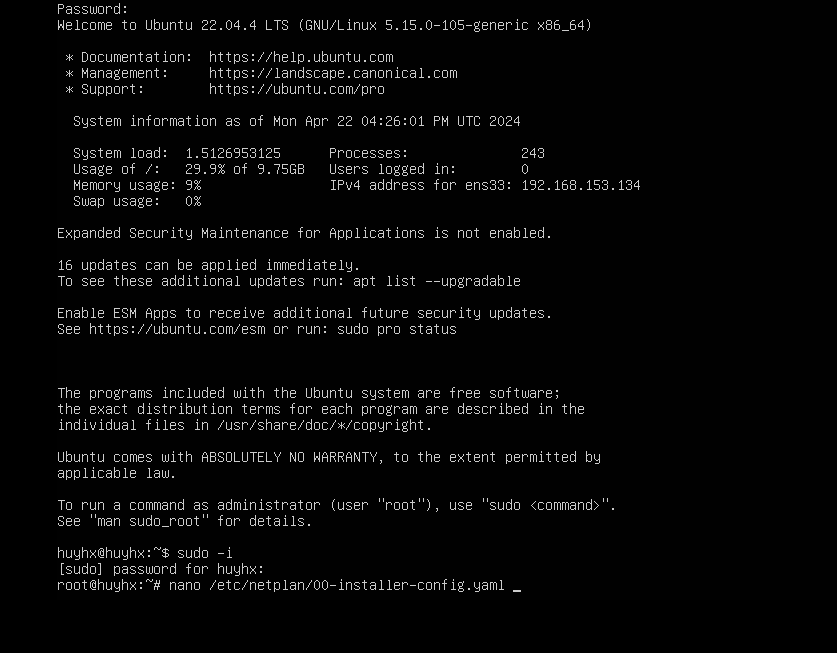 Password:
Welcome to Ubuntu 22.04.4 LTS (GNU/Linux 5.15.0-105-generic x86_64)
* Documentation:  https://help.ubuntu.com
* Management:     https://landscape.canonical.com
* Support:        https://ubuntu.com/pro
System information as of Mon Apr 22 04:26:01 PM UTC 2024
System load:  1.5126953125      Processes:              243
Usage of /:   29.9% of 9.75GB   Users logged in:        0
Memory usage: 9%                IPv4 address for ens33: 192.168.153.134
Swap usage:   0%
Expanded Security Maintenance for Applications is not enabled.
16 updates can be applied immediately.
To see these additional updates run: apt list --upgradable
Enable ESM Apps to receive additional future security updates.
See https://ubuntu.com/esm or run: sudo pro status
The programs included with the Ubuntu system are free software;
the exact distribution terms for each program are described in the
individual files in /usr/share/doc/*/copyright.
Ubuntu comes with ABSOLUTELY NO WARRANTY, to the extent permitted by
applicable law.
To run a command as administrator (user "root"), use "sudo <command>".
See "man sudo_root" for details.
huyhx@huyhx:~$ sudo -i
[sudo] password for huyhx:
root@huyhx:~# nano /etc/netplan/00-installer-config.yaml _